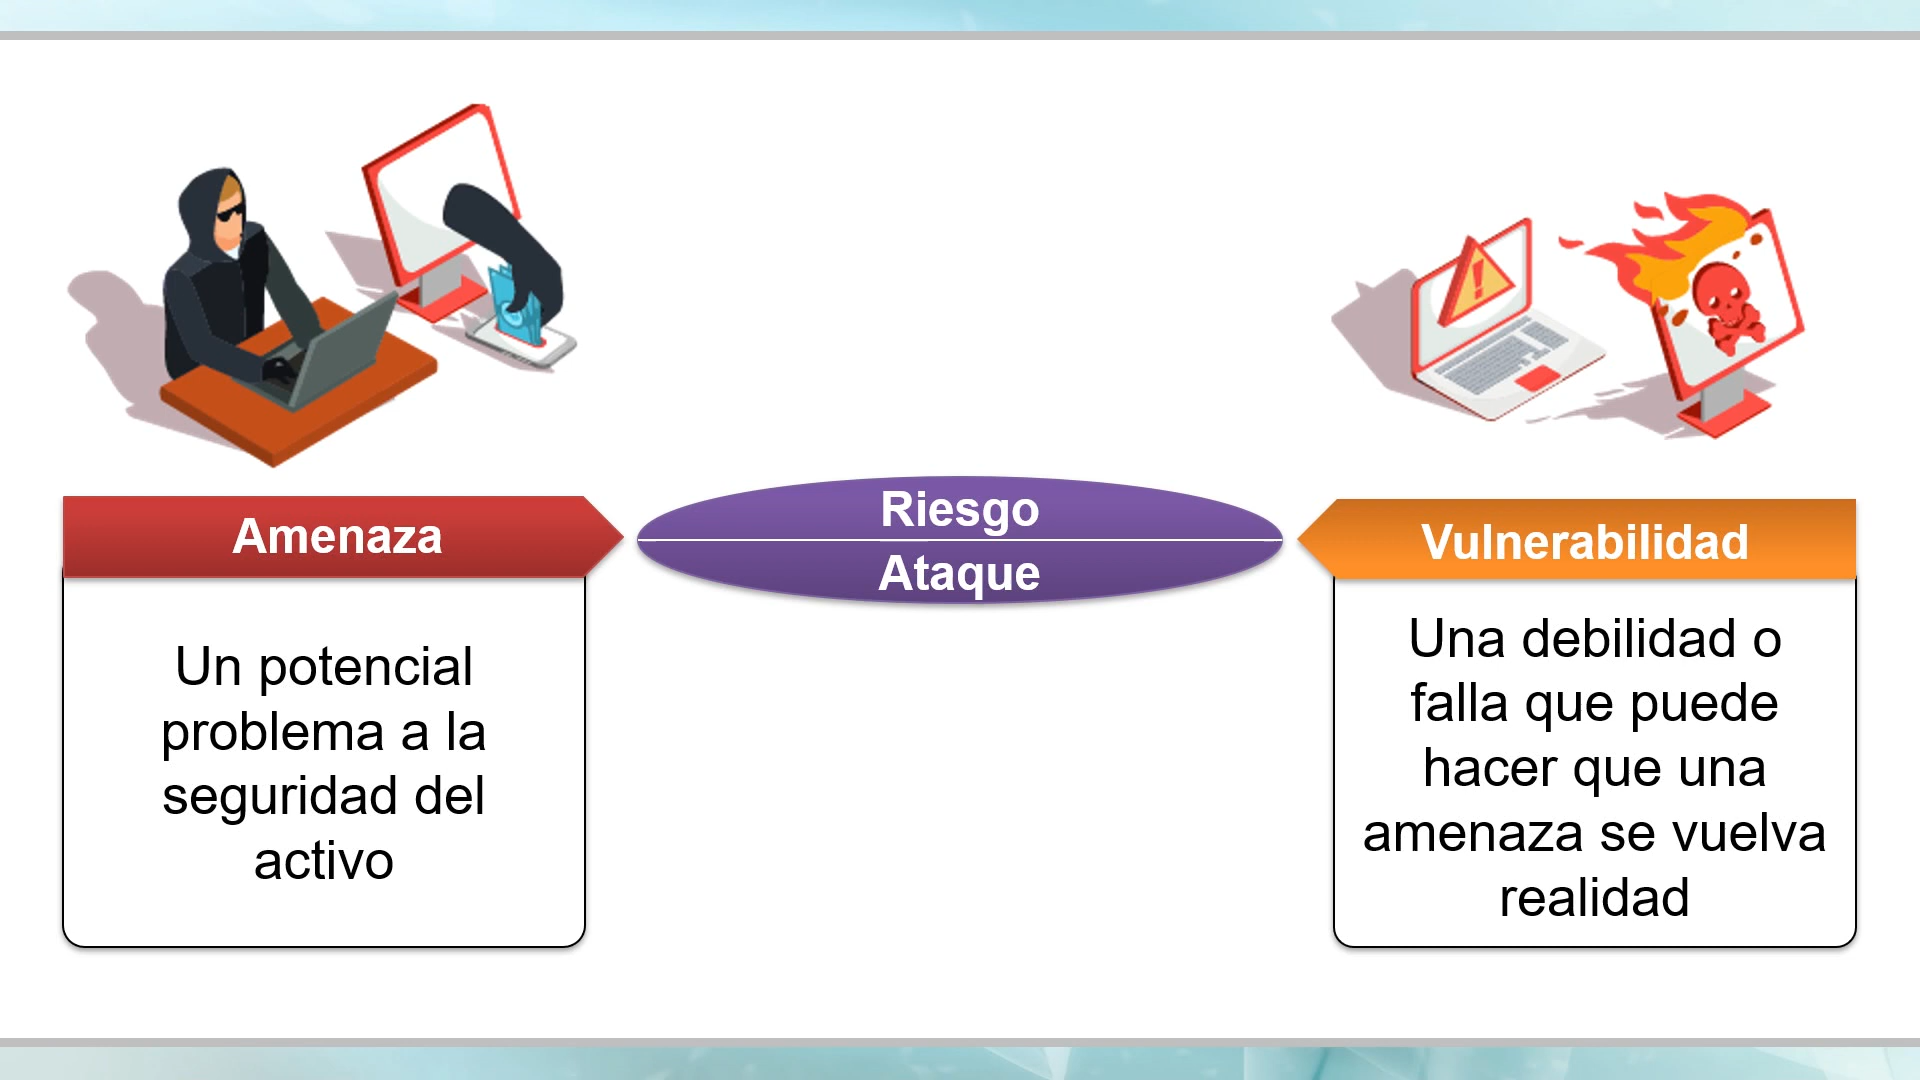 Amenaza
Un potencial
problema a la
seguridad del
activo
Riesgo
Ataque
Vulnerabilidad
Una debilidad o
falla que puede
hacer que una
amenaza se vuelva
realidad